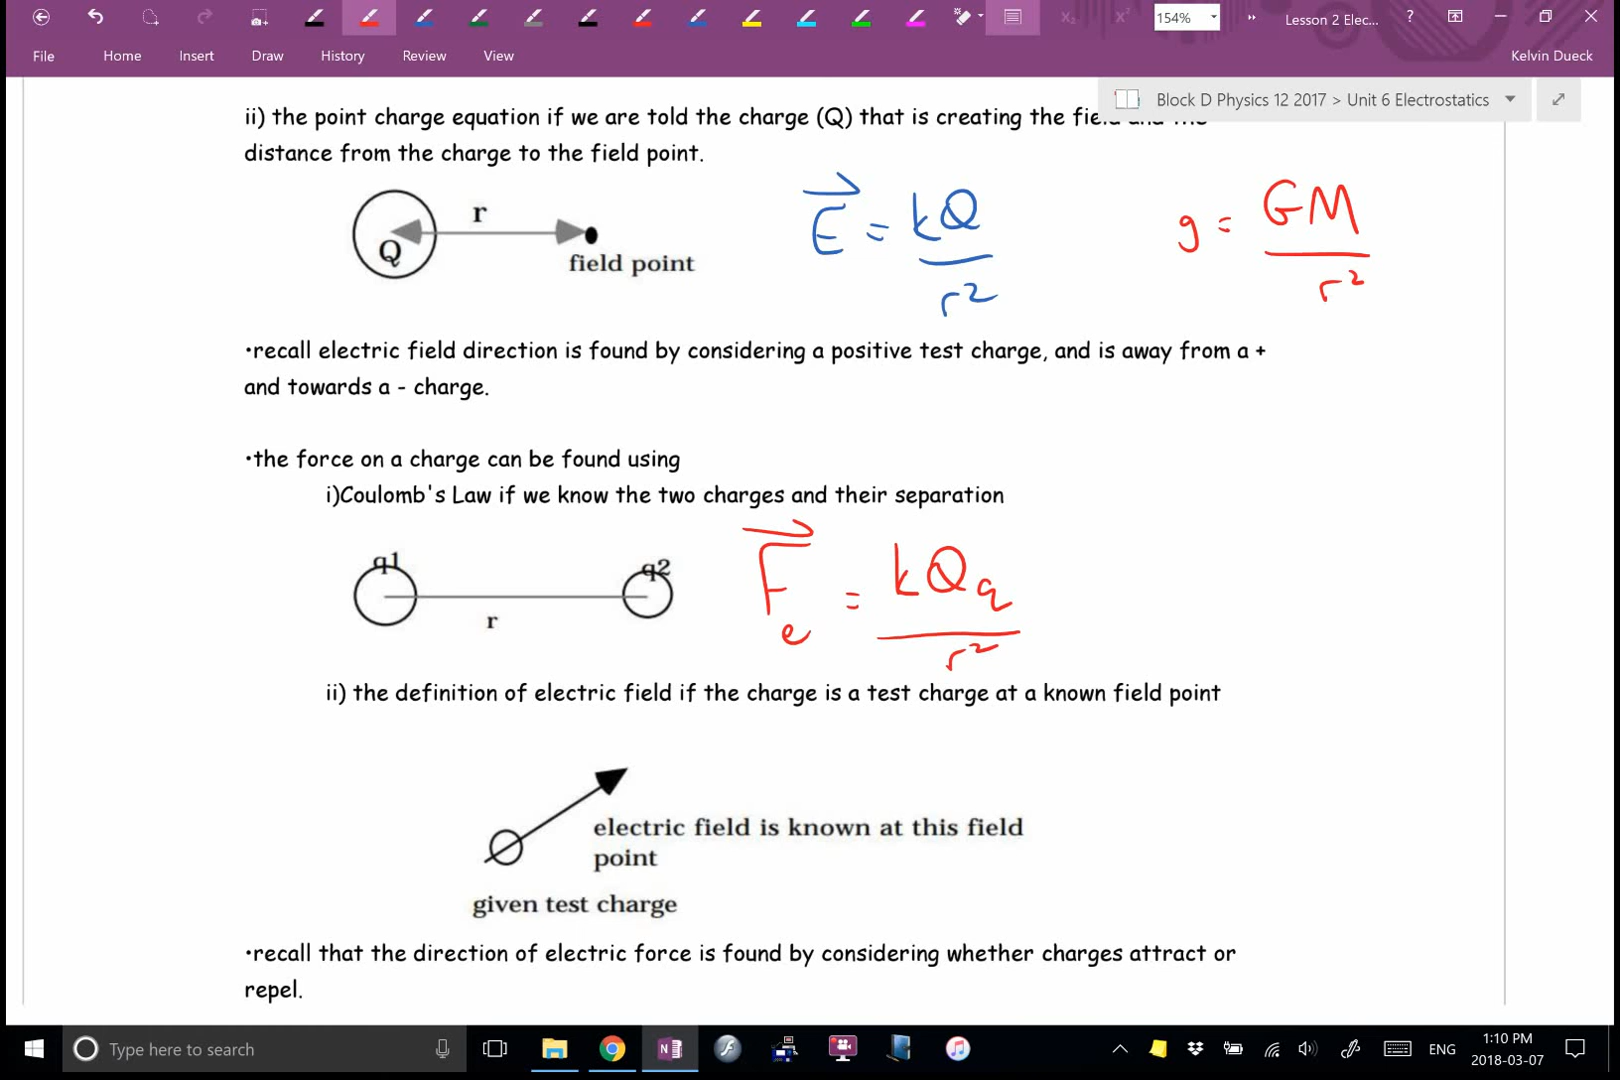 154%
Lesson 2 Elec...
?
File Home Insert Draw History Review View
Kelvin Dueck
Block D Physics 12 2017 > Unit 6 Electrostatics
ii) the point charge equation if we are told the charge (Q) that is creating the field and the
distance from the charge to the field point.
r
Q
field point
E = kQ / r²
g = GM / r²
•recall electric field direction is found by considering a positive test charge, and is away from a +
and towards a - charge.
•the force on a charge can be found using
i)Coulomb's Law if we know the two charges and their separation
q1
q2
r
Fe = kQq / r²
ii) the definition of electric field if the charge is a test charge at a known field point
electric field is known at this field
point
given test charge
•recall that the direction of electric force is found by considering whether charges attract or
repel.
Type here to search
ENG
1:10 PM
2018-03-07